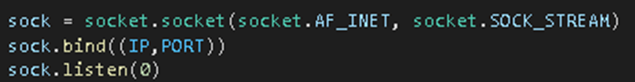 sock = socket.socket(socket.AF_INET, socket.SOCK_STREAM)
sock.bind((IP,PORT))
sock.listen(0)